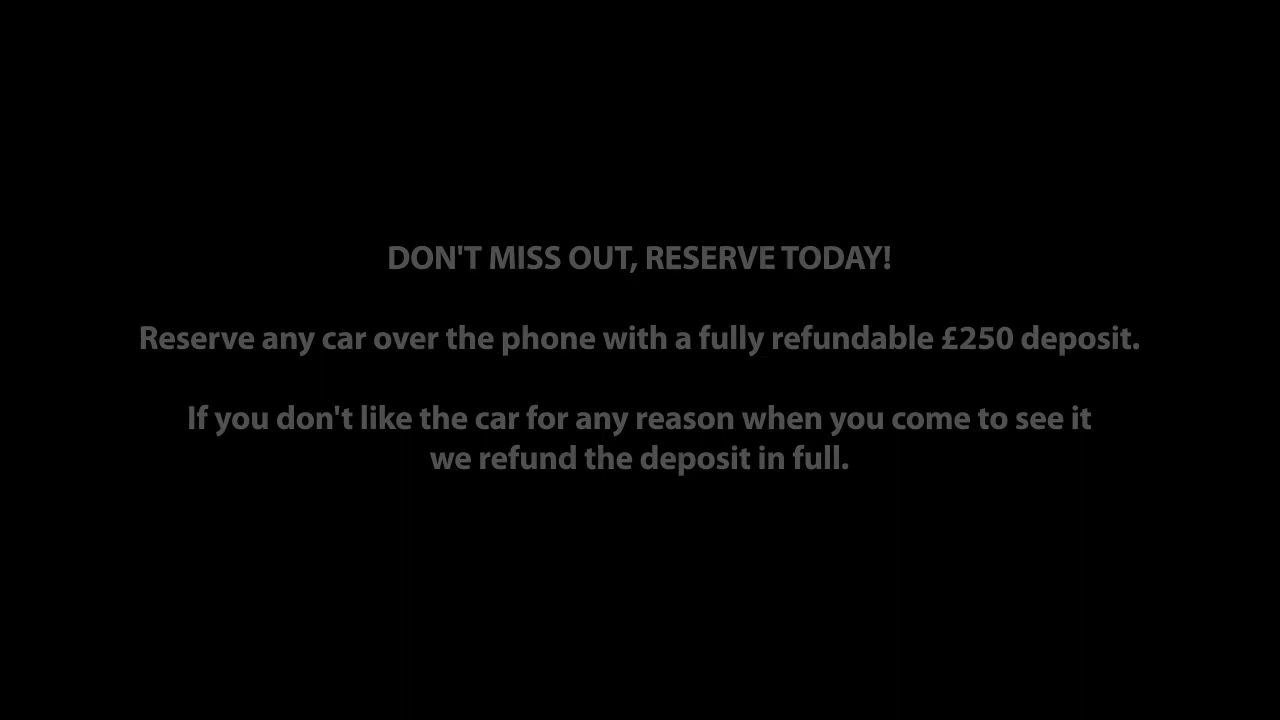 DON'T MISS OUT, RESERVE TODAY!
Reserve any car over the phone with a fully refundable £250 deposit.
If you don't like the car for any reason when you come to see it
we refund the deposit in full.